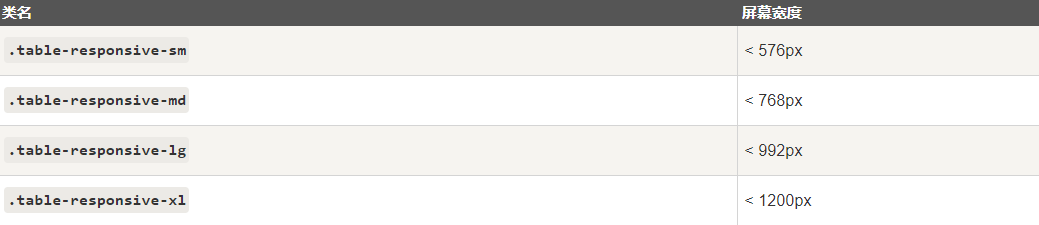 类名 屏幕宽度
.table-responsive-sm < 576px
.table-responsive-md < 768px
.table-responsive-lg < 992px
.table-responsive-xl < 1200px